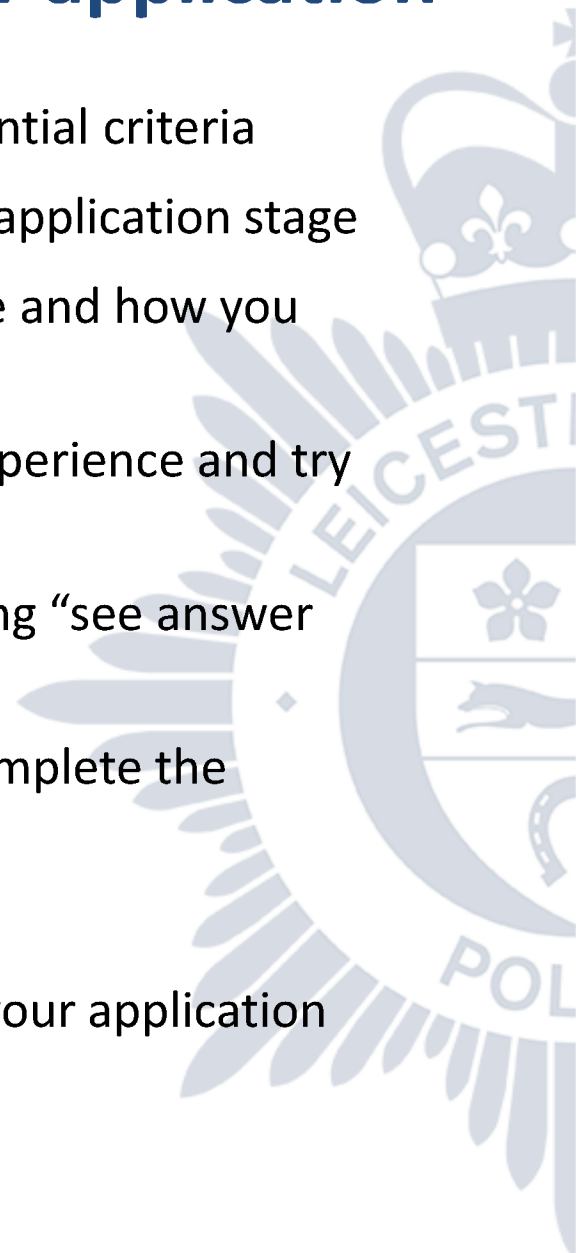 application
ntial criteria
application stage
e and how you
perience and try
ng “see answer
mplete the
our application
LEICEST
POL